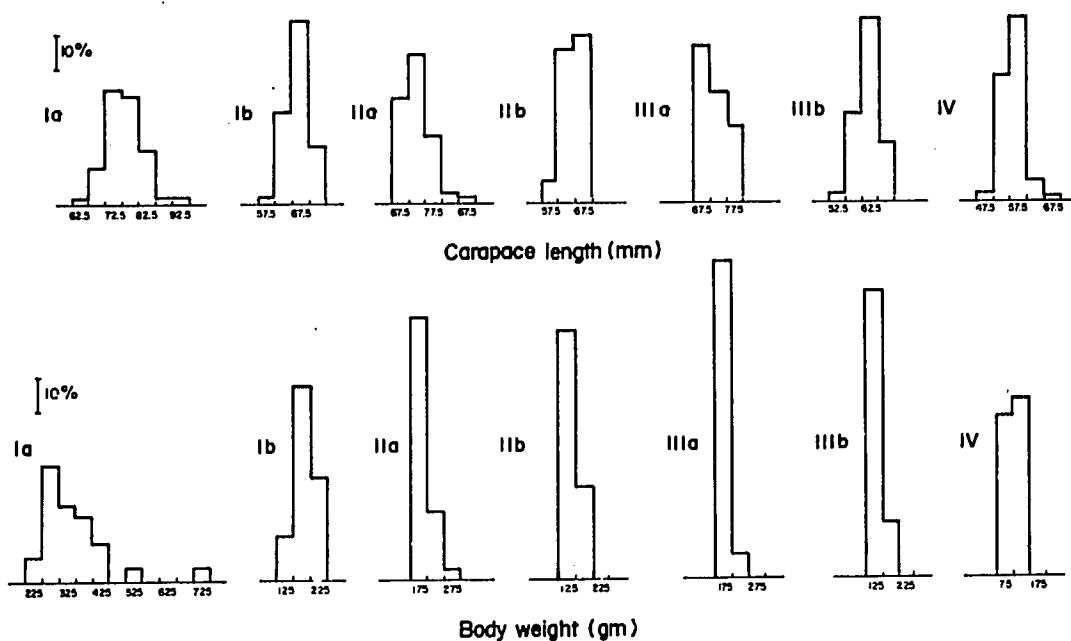 10%
Ia Ib IIa IIb IIIa IIIb IV
62.5 72.5 82.5 92.5 57.5 67.5 67.5 77.5 67.5 57.5 67.5 67.5 77.5 52.5 62.5 47.5 57.5 67.5
Carapace length (mm)
10%
Ia Ib IIa IIb IIIa IIIb IV
225 325 425 525 625 725 125 225 175 275 125 225 175 275 125 225 75 175
Body weight (gm)